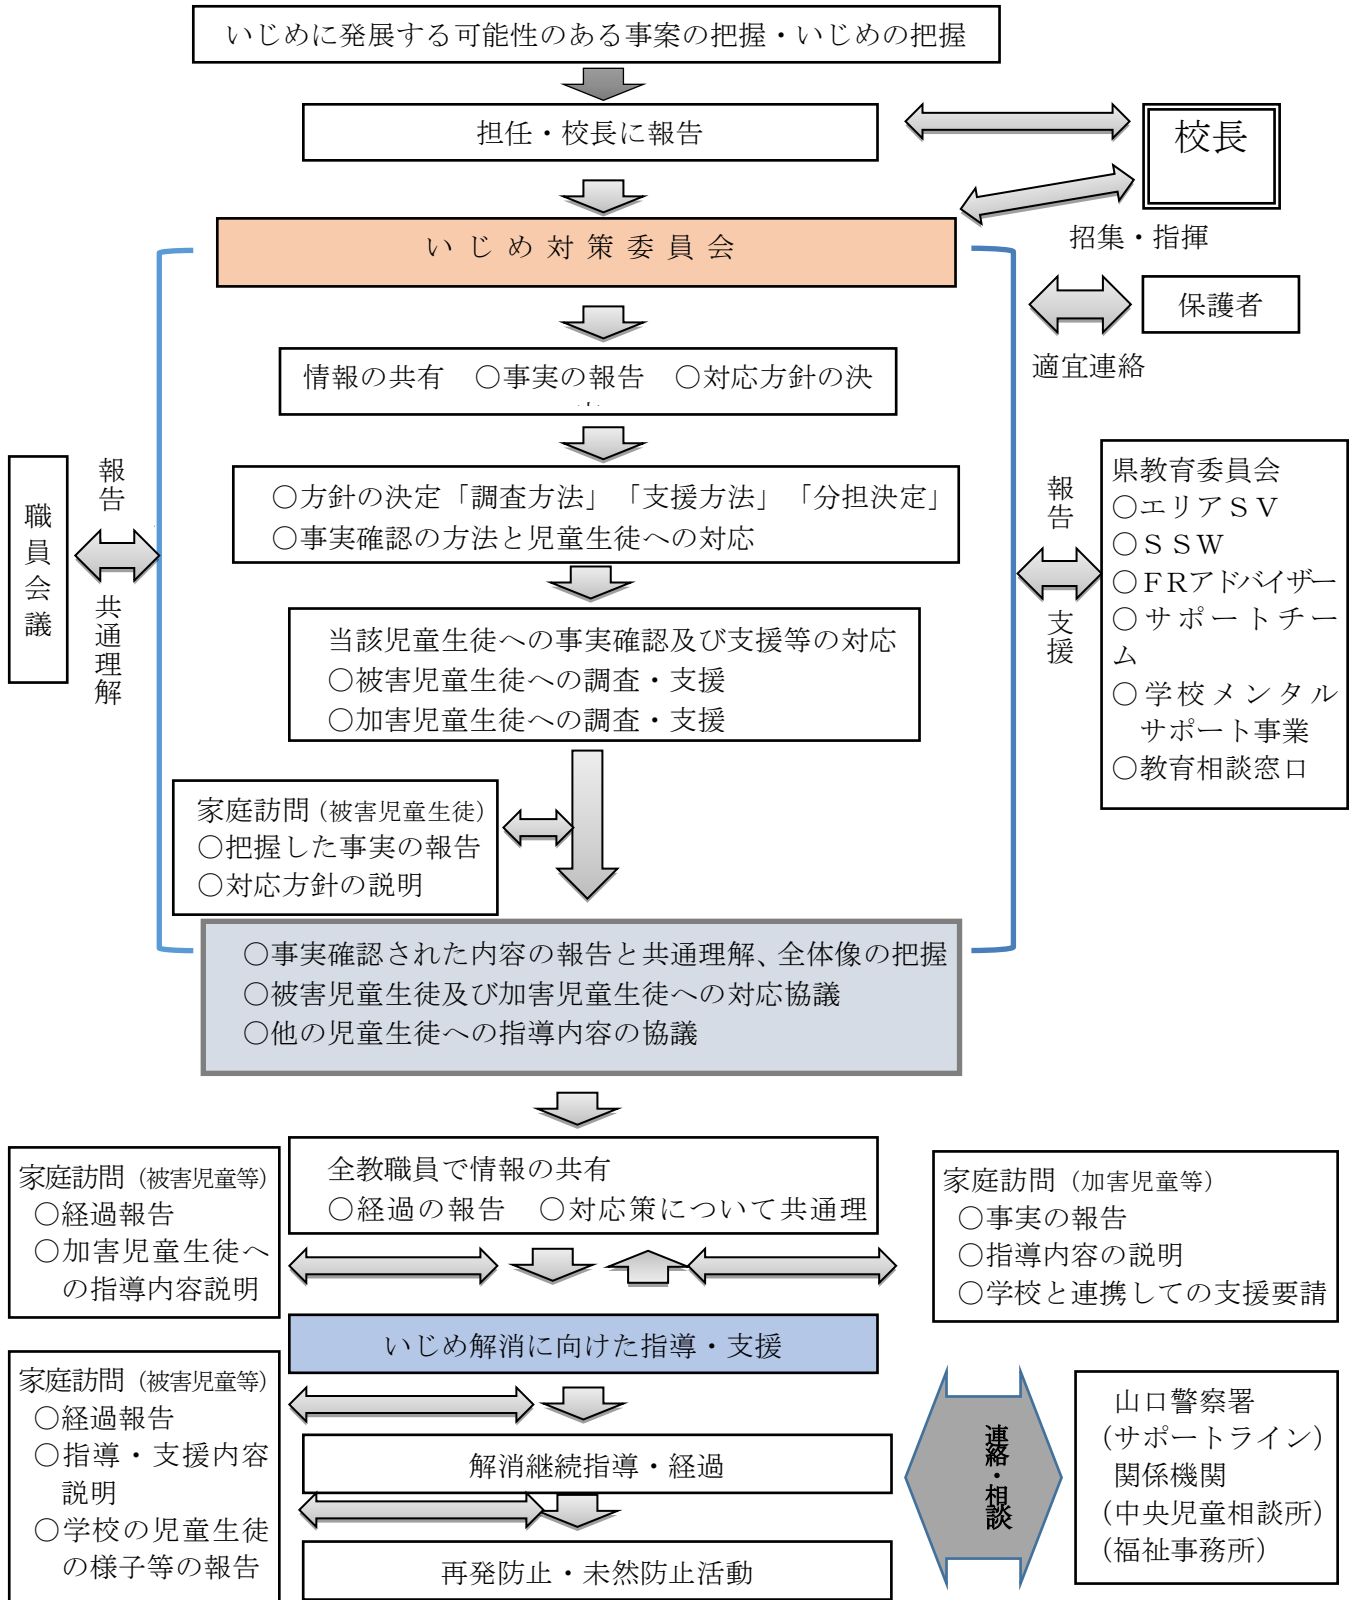 いじめに発展する可能性のある事案の把握・いじめの把握
担任・校長に報告
校長
いじめ対策委員会
招集・指揮
保護者
適宜連絡
情報の共有　○事実の報告　○対応方針の決
○方針の決定「調査方法」「支援方法」「分担決定」
○事実確認の方法と児童生徒への対応
職員会議
報告
共通理解
報告
支援
県教育委員会
○エリアＳＶ
○ＳＳＷ
○ＦＲアドバイザー
○サポートチー
ム
○学校メンタル
サポート事業
○教育相談窓口
当該児童生徒への事実確認及び支援等の対応
○被害児童生徒への調査・支援
○加害児童生徒への調査・支援
家庭訪問（被害児童生徒）
○把握した事実の報告
○対応方針の説明
○事実確認された内容の報告と共通理解、全体像の把握
○被害児童生徒及び加害児童生徒への対応協議
○他の児童生徒への指導内容の協議
全教職員で情報の共有
○経過の報告　○対応策について共通理
家庭訪問（被害児童等）
○経過報告
○加害児童生徒へ
の指導内容説明
家庭訪問（加害児童等）
○事実の報告
○指導内容の説明
○学校と連携しての支援要請
いじめ解消に向けた指導・支援
家庭訪問（被害児童等）
○経過報告
○指導・支援内容
説明
○学校の児童生徒
の様子等の報告
解消継続指導・経過
再発防止・未然防止活動
連絡・相談
山口警察署
（サポートライン）
関係機関
（中央児童相談所）
（福祉事務所）